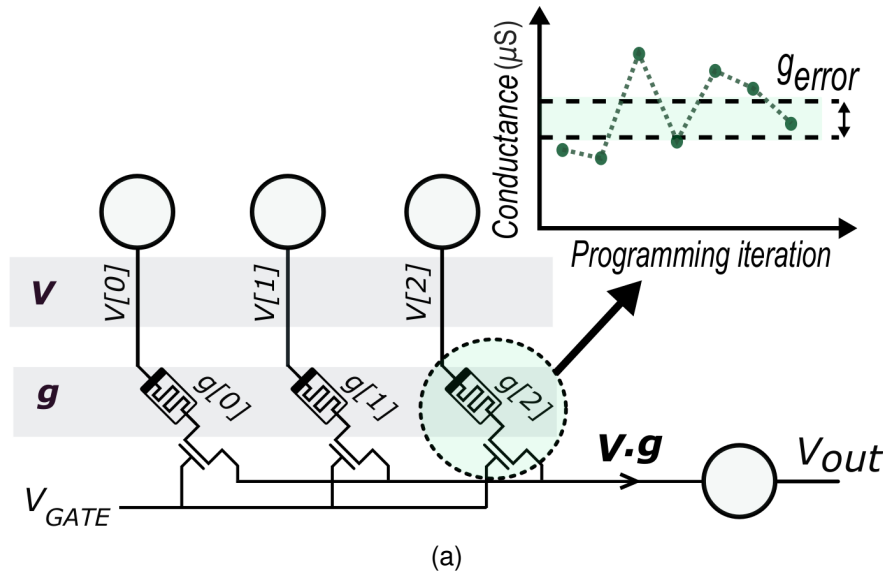 Conductance (µS)
g_error
Programming iteration
V[0]
V[1]
V[2]
V
g
g[0]
g[1]
g[2]
V.g
V_out
V_GATE
(a)